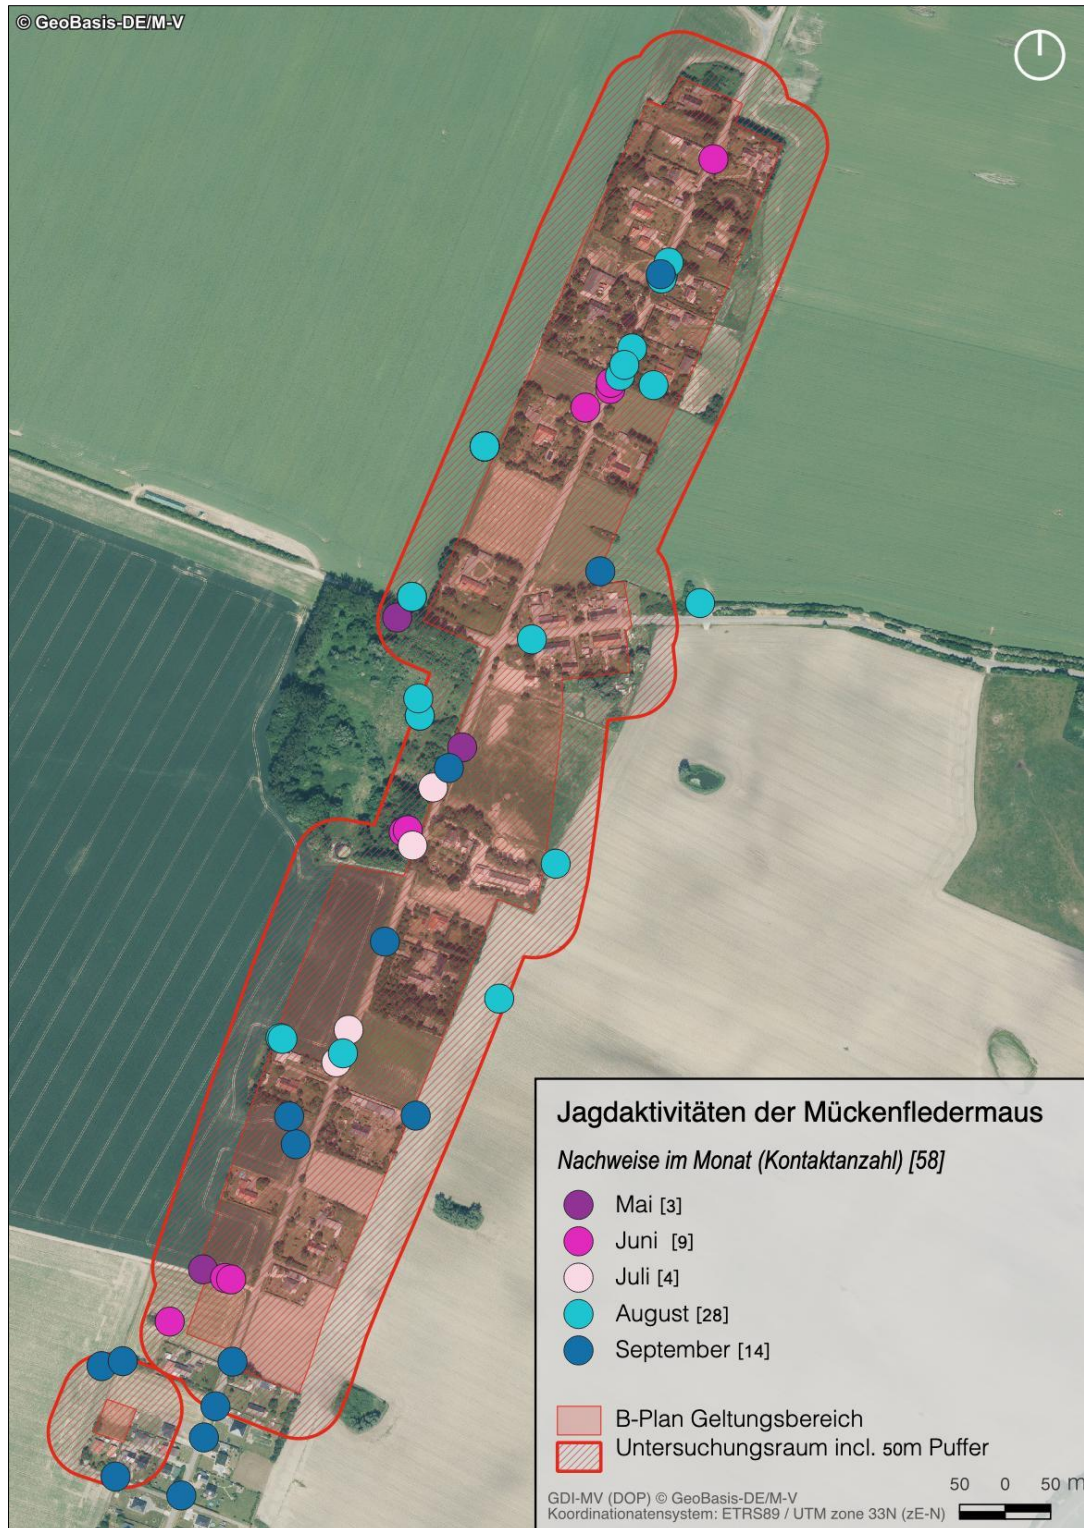 © GeoBasis-DE/M-V
Jagdaktivitäten der Mückenfledermaus
Nachweise im Monat (Kontaktanzahl) [58]
Mai [3]
Juni [9]
Juli [4]
August [28]
September [14]
B-Plan Geltungsbereich
Untersuchungsraum incl. 50m Puffer
50 0 50 m
GDI-MV (DOP) © GeoBasis-DE/M-V
Koordinatensystem: ETRS89 / UTM zone 33N (zE-N)